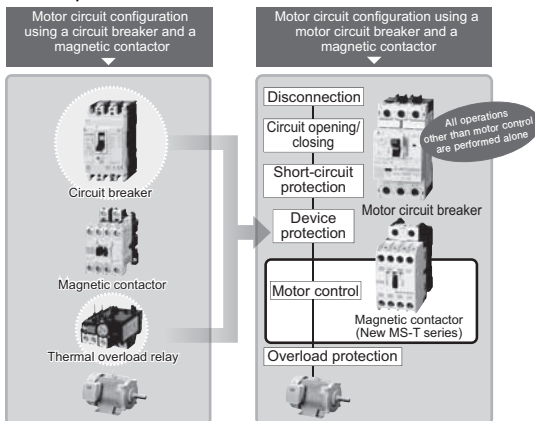 Motor circuit configuration
using a circuit breaker and a
magnetic contactor
Circuit breaker
Magnetic contactor
Thermal overload relay
Motor circuit configuration using a
motor circuit breaker and a
magnetic contactor
Disconnection
Circuit opening/
closing
Short-circuit
protection
Device
protection
Motor control
Overload protection
All operations
other than motor control
are performed alone
Motor circuit breaker
Magnetic contactor
(New MS-T series)